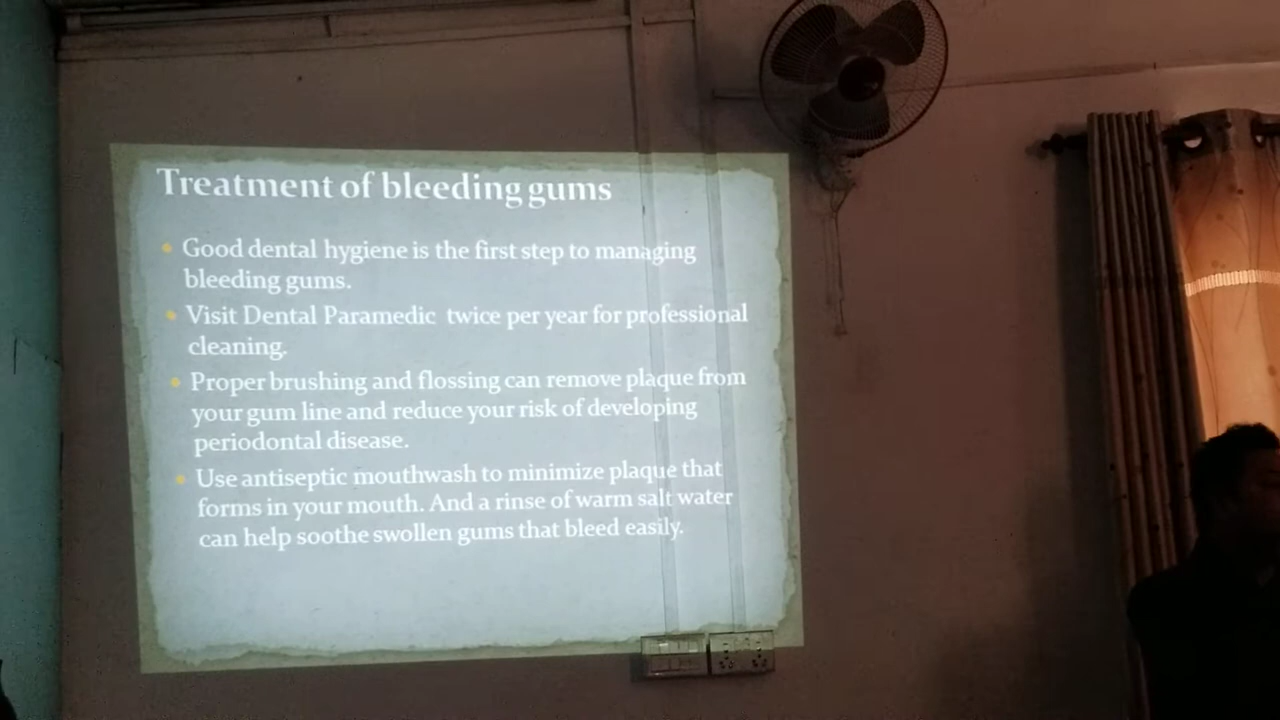 Treatment of bleeding gums
Good dental hygiene is the first step to managing
bleeding gums.
Visit Dental Paramedic twice per year for professional
cleaning.
Proper brushing and flossing can remove plaque from
your gum line and reduce your risk of developing
periodontal disease.
Use antiseptic mouthwash to minimize plaque that
forms in your mouth. And a rinse of warm salt water
can help soothe swollen gums that bleed easily.